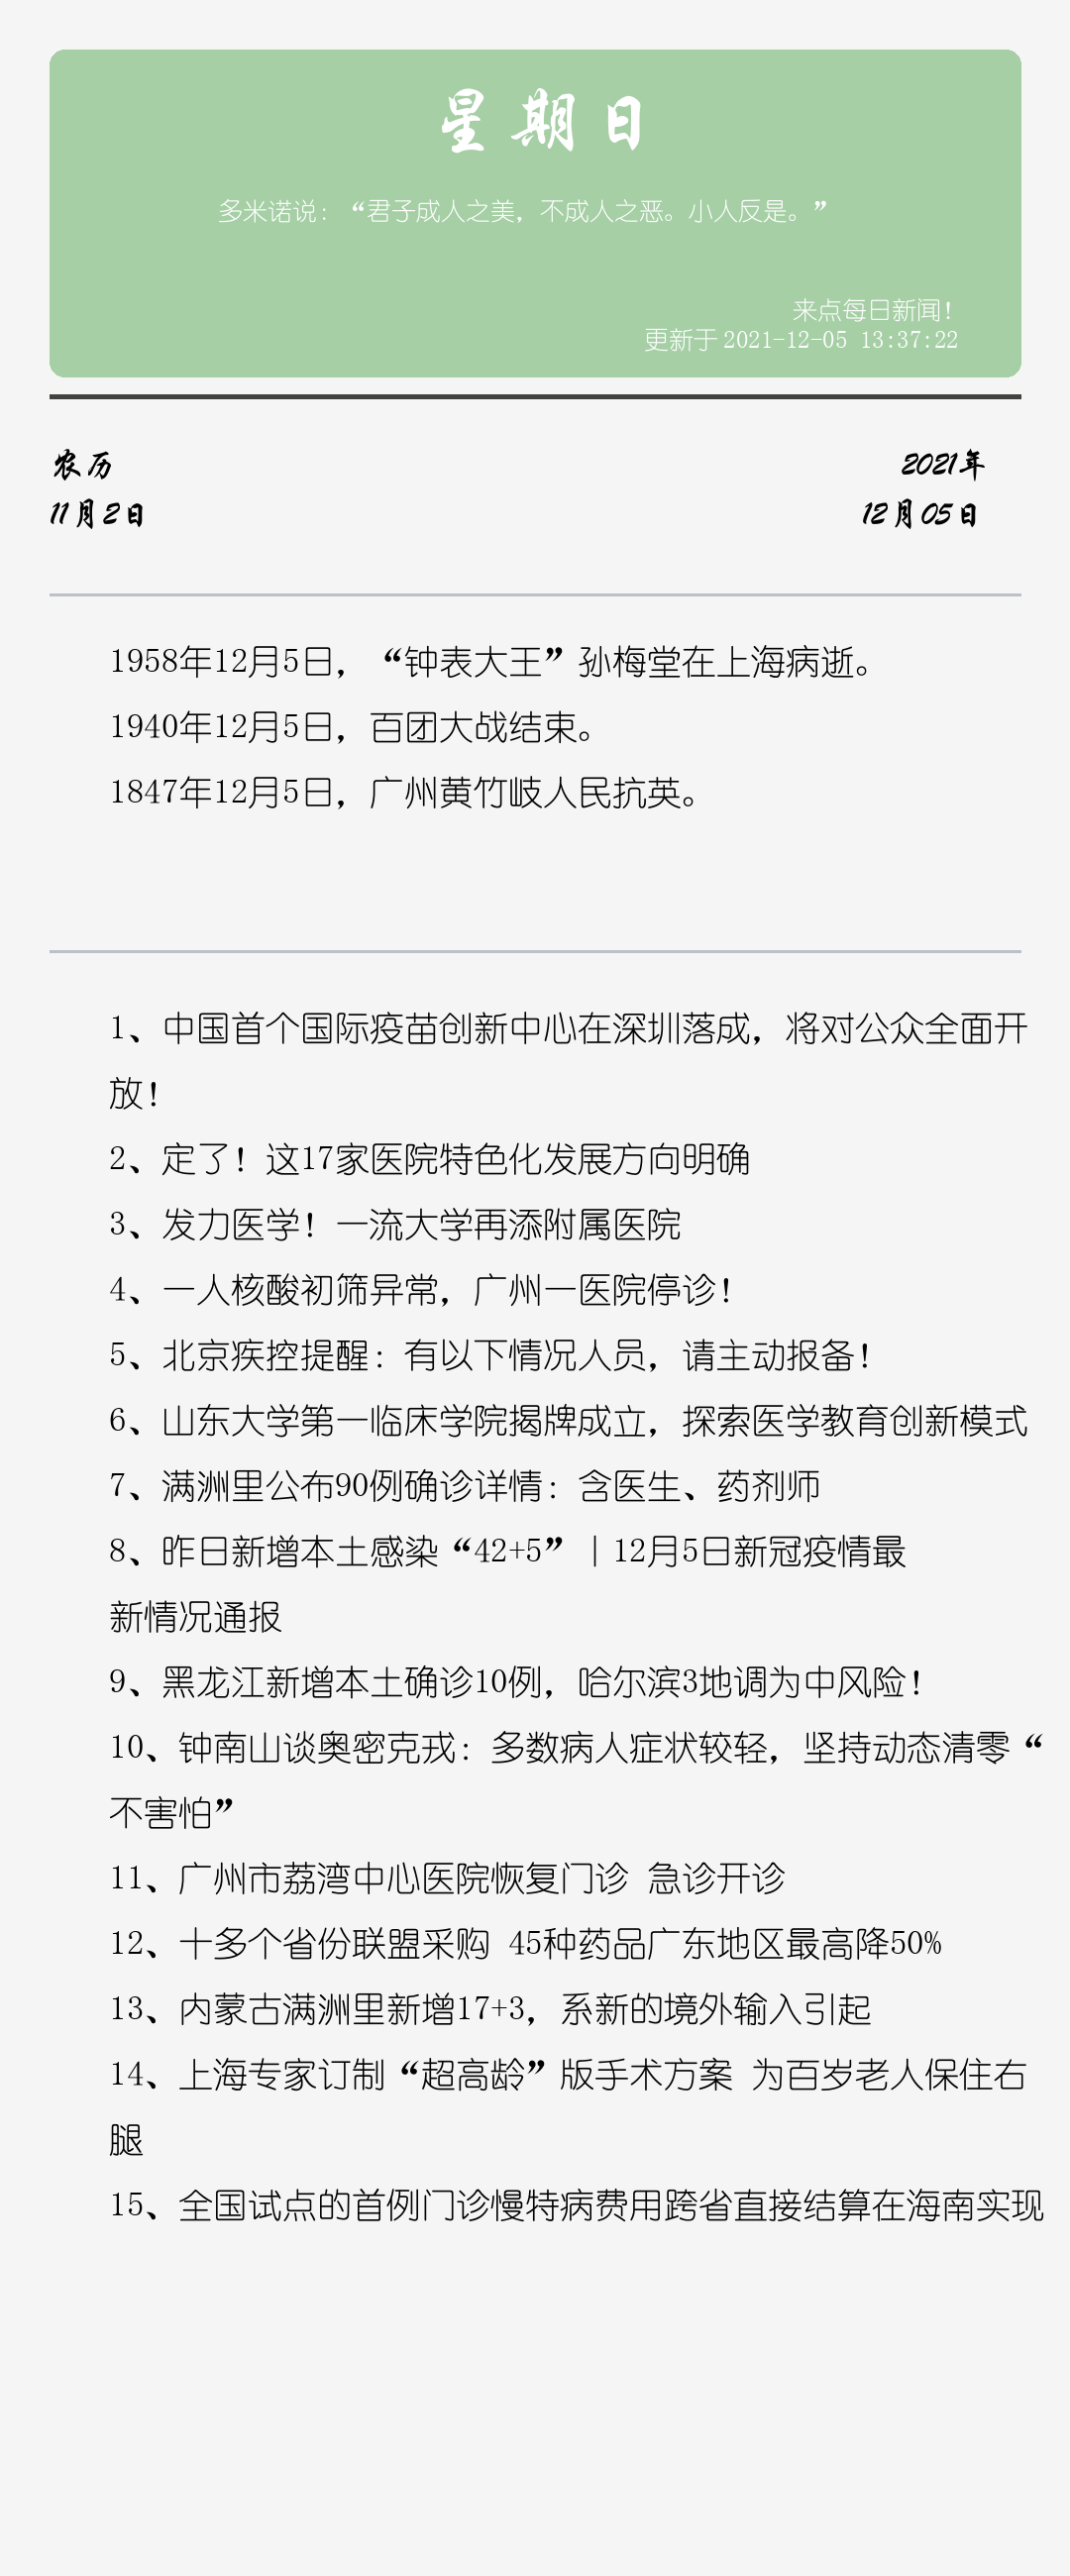 星期日
多米诺说：“君子成人之美，不成人之恶。小人反是。”
来点每日新闻！
更新于2021-12-05 13:37:22
农历
2021年
11月2日
12月05日
1958年12月5日，“钟表大王”孙梅堂在上海病逝。
1940年12月5日，百团大战结束。
1847年12月5日，广州黄竹岐人民抗英。
1、中国首个国际疫苗创新中心在深圳落成，将对公众全面开
放！
2、定了！这17家医院特色化发展方向明确
3、发力医学！一流大学再添附属医院
4、一人核酸初筛异常，广州一医院停诊！
5、北京疾控提醒：有以下情况人员，请主动报备！
6、山东大学第一临床学院揭牌成立，探索医学教育创新模式
7、满洲里公布90例确诊详情：含医生、药剂师
8、昨日新增本土感染“42+5”｜12月5日新冠疫情最
新情况通报
9、黑龙江新增本土确诊10例，哈尔滨3地调为中风险！
10、钟南山谈奥密克戎：多数病人症状较轻，坚持动态清零“
不害怕”
11、广州市荔湾中心医院恢复门诊 急诊开诊
12、十多个省份联盟采购 45种药品广东地区最高降50%
13、内蒙古满洲里新增17+3，系新的境外输入引起
14、上海专家订制“超高龄”版手术方案 为百岁老人保住右
腿
15、全国试点的首例门诊慢特病费用跨省直接结算在海南实现